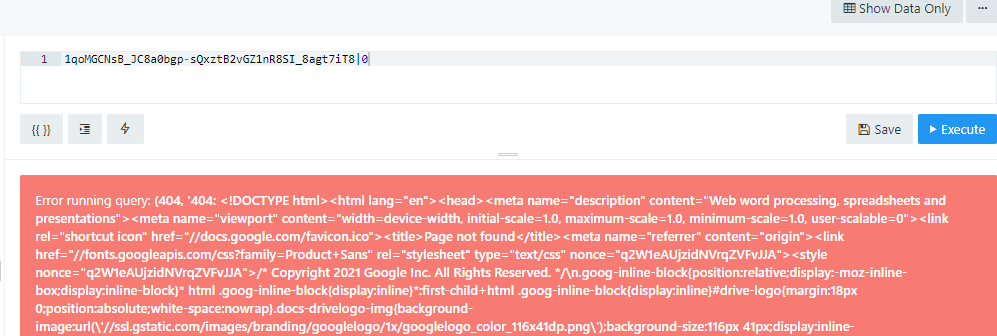 Show Data Only
...
1 1qoMGCNsB_JC8a0bgp-sQxztB2vGZ1nR8SI_8agt7iT8|0
{{ }}
Save
Execute
Error running query: (404, '404: <!DOCTYPE html><html lang="en"><head><meta name="description" content="Web word processing, spreadsheets and
presentations"><meta name="viewport" content="width=device-width, initial-scale=1.0, maximum-scale=1.0, minimum-scale=1.0, user-scalable=0"><link
rel="shortcut icon" href="//docs.google.com/favicon.ico"><title>Page not found</title><meta name="referrer" content="origin"><link
href="//fonts.googleapis.com/css?family=Product+Sans" rel="stylesheet" type="text/css" nonce="q2W1eAUjzidNVrqZVFvJJA"><style
nonce="q2W1eAUjzidNVrqZVFvJJA">/* Copyright 2021 Google Inc. All Rights Reserved. */\n.goog-inline-block{position:relative;display:-moz-inline-
box;display:inline-block}* html .goog-inline-block{display:inline}*:first-child+html .goog-inline-block{display:inline}#drive-logo{margin:18px
0;position:absolute;white-space:nowrap}.docs-drivelogo-img{background-
image:url(\'//ssl.gstatic.com/images/branding/googlelogo/1x/googlelogo_color_116x41dp.png\');background-size:116px 41px;display:inline-